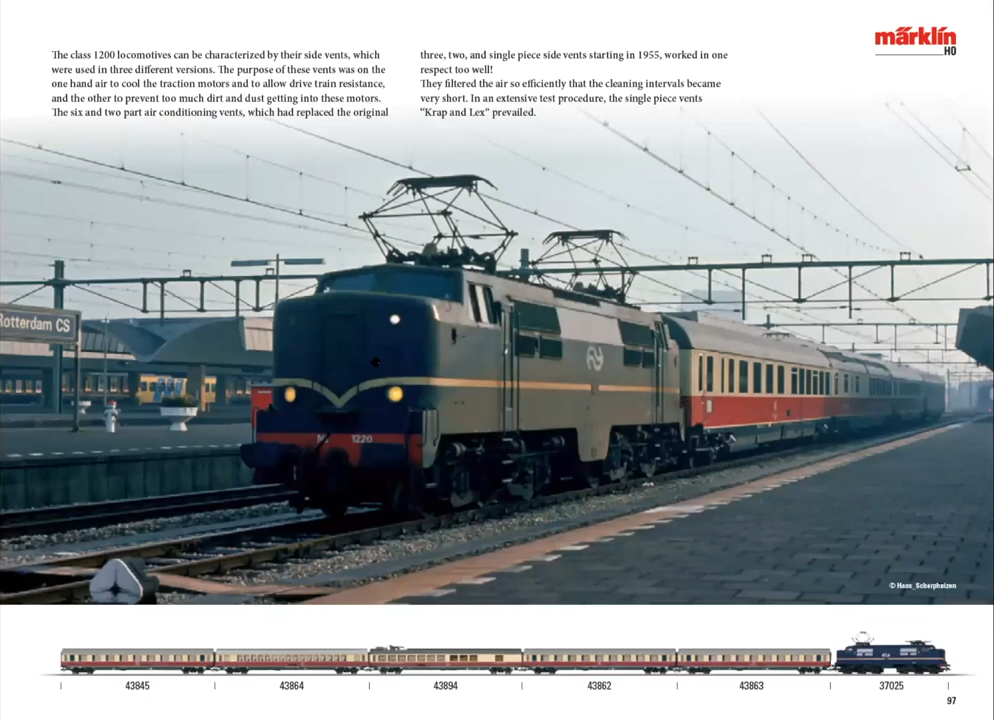 The class 1200 locomotives can be characterized by their side vents, which
were used in three different versions. The purpose of these vents was on the
one hand air to cool the traction motors and to allow drive train resistance,
and the other to prevent too much dirt and dust getting into these motors.
The six and two part air conditioning vents, which had replaced the original
three, two, and single piece side vents starting in 1955, worked in one
respect too well!
They filtered the air so efficiently that the cleaning intervals became
very short. In an extensive test procedure, the single piece vents
“Krap and Lex” prevailed.
märklin
H0
Rotterdam CS
1220
© Hans_Scherpheizen
43845
43864
43894
43862
43863
37025
97